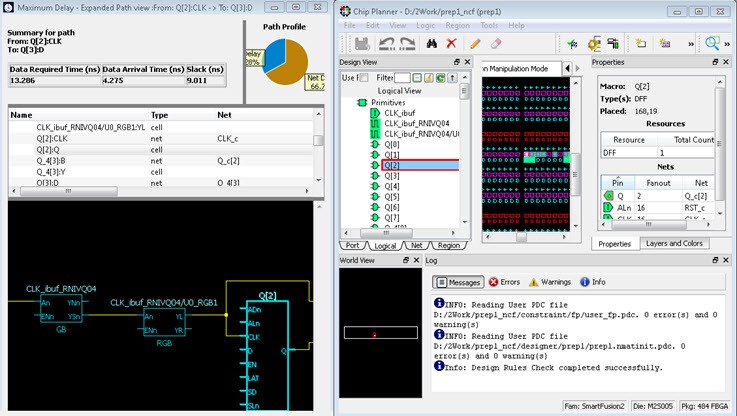 Maximum Delay - Expanded Path view :From: Q[2]:CLK -> To: Q[3]:D
Summary for path
From: Q[2]:CLK
To: Q[3]:D
Data Required Time (ns) Data Arrival Time (ns) Slack (ns)
13.286 4.275 9.011
Path Profile
Delay
28%
Net D
66.7
Name Type Net
CLK_ibuf_RNIVQ04/U0_RGB1:YL cell
Q[2]:CLK net CLK_c
Q[2]:Q cell
Q_4[3]:B net Q_c[2]
Q_4[3]:Y cell
Q[3]:D net Q_4[3]
CLK_ibuf_RNIVQ04
An YNn
ENn YSn
GB
CLK_ibuf_RNIVQ04/U0_RGB1
An YL
ENn YR
RGB
Q[2]
ADn
ALn
CLK
D
EN
LAT
SD
SLn
Q
Chip Planner - D:/2Work/prep1_ncf (prep1)
File Edit View Logic Region Net Tools Help
Design View
Use F Filter
Logical View
Primitives
CLK_ibuf
CLK_ibuf_RNIVQ04
CLK_ibuf_RNIVQ04/U
Q[0]
Q[1]
Q[2]
Q[3]
Q[4]
Q[5]
Q[6]
Q[7]
Port Logical Net Region
on Manipulation Mode
Properties
Macro: Q[2]
Type(s): DFF
Placed: 168,19
Resources
Resource Total Count
DFF 1
Nets
Pin Fanout Net
Q 2 Q_c[2]
ALn 16 RST_c
CLK 16 CLK_c
Properties Layers and Colors
World View
Log
Messages Errors Warnings Info
INFO: Reading User PDC file
D:/2Work/prep1_ncf/constraint/fp/user_fp.pdc. 0 error(s) and 0
warning(s)
INFO: Reading User PDC file
D:/2Work/prep1_ncf/designer/prep1/prep1.nmatinit.pdc. 0
error(s) and 0 warning(s)
Info: Design Rules Check completed successfully.
Fam: SmartFusion2 Die: M2S005 Pkg: 484 FBGA